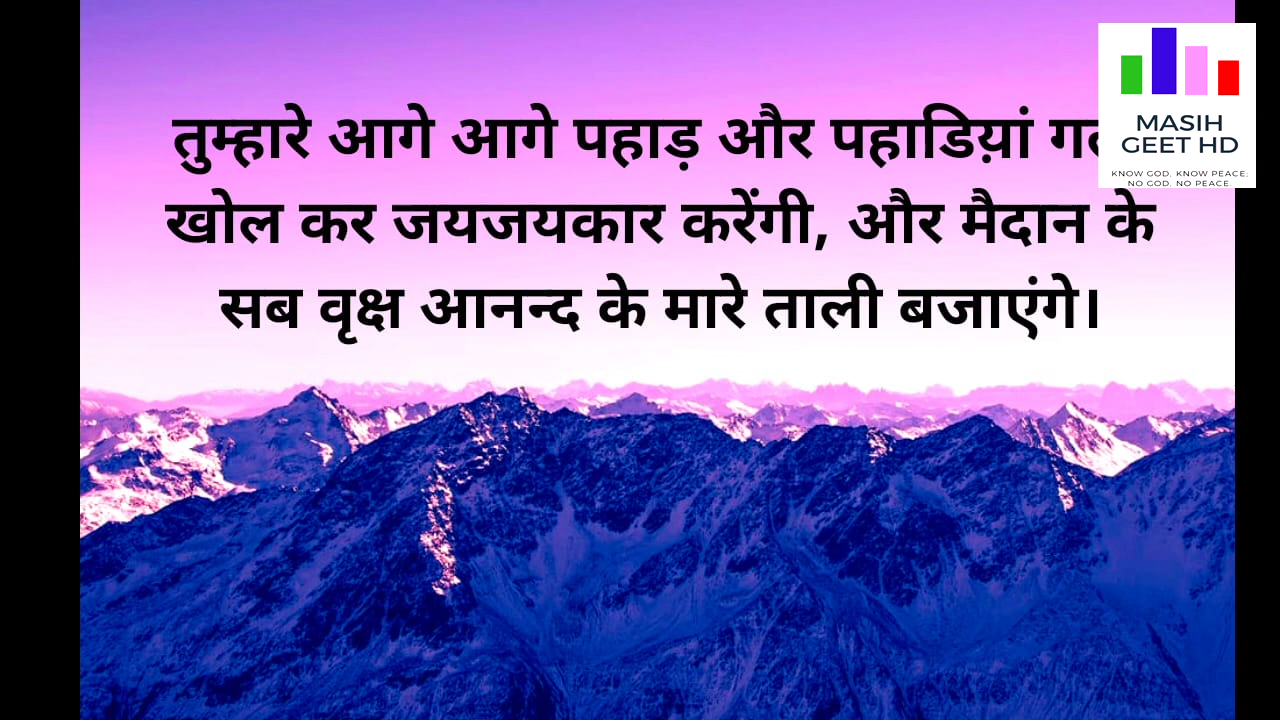 तुम्हारे आगे आगे पहाड़ और पहाडिय़ां
खोल कर जयजयकार करेंगी, और मैदान के
सब वृक्ष आनन्द के मारे ताली बजाएंगे।
MASIH
GEET HD
KNOW GOD, KNOW PEACE;
NO GOD, NO PEACE